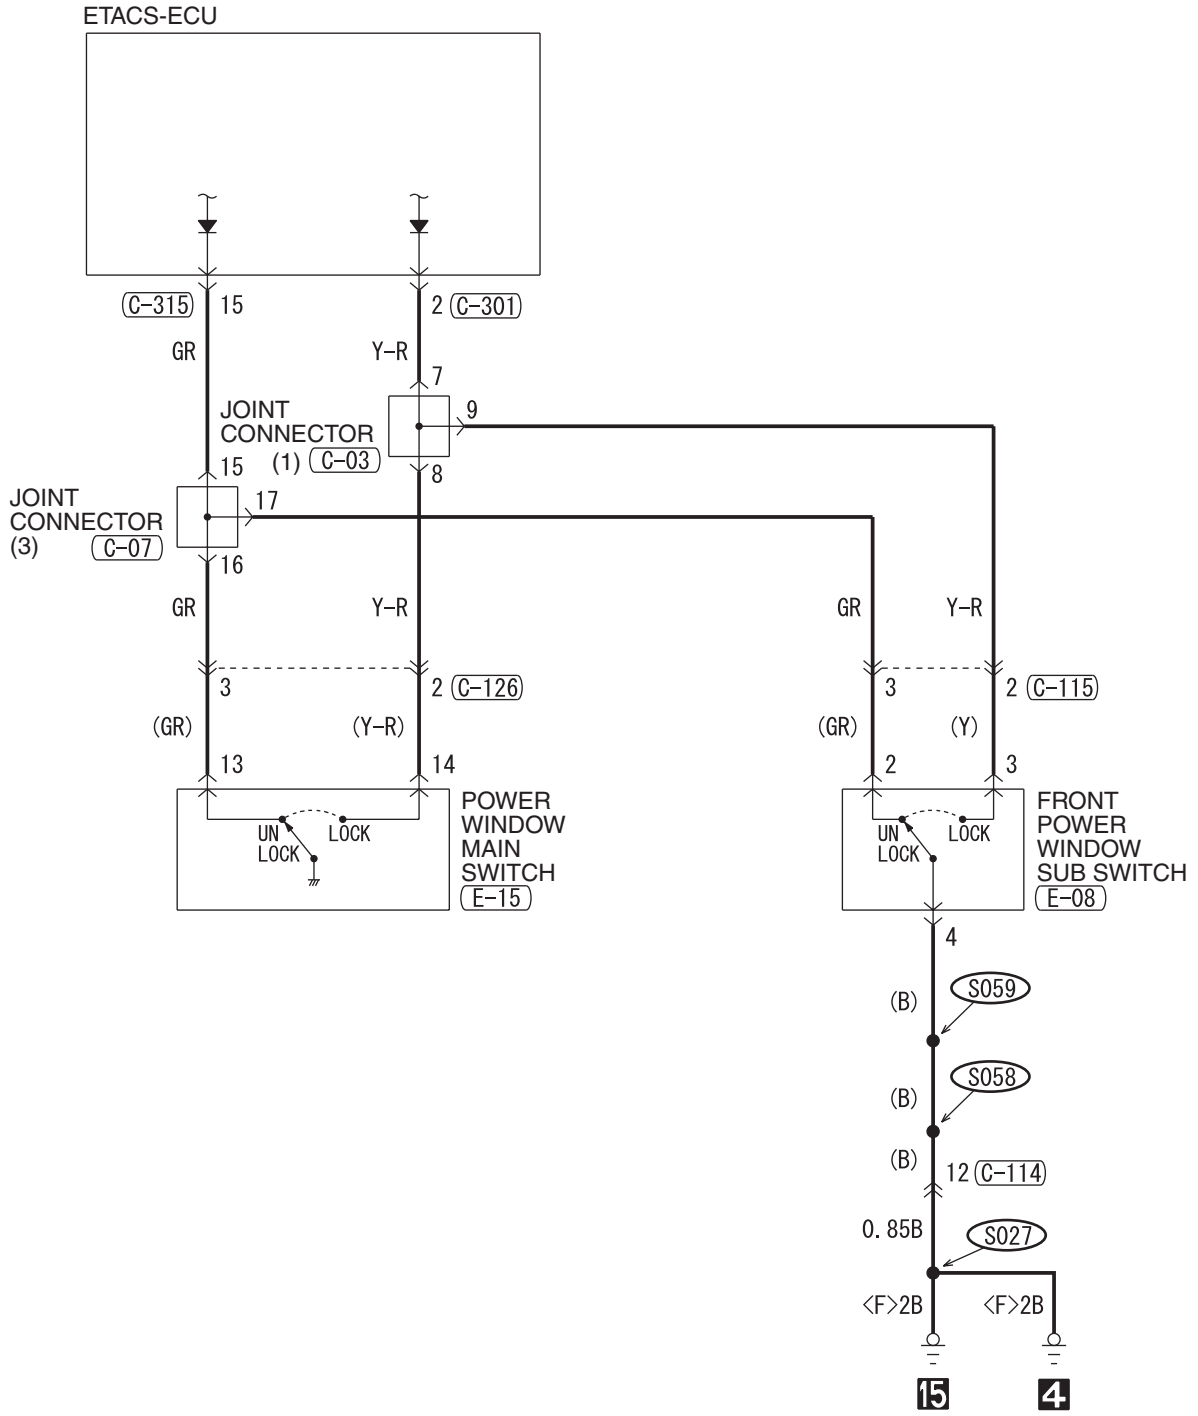 ETACS-ECU
C-315 15
2 C-301
GR
Y-R
7
JOINT
CONNECTOR
(1) C-03
9
8
15
JOINT
CONNECTOR
(3) C-07
17
16
GR
Y-R
GR
Y-R
3
2 C-126
3
2 C-115
(GR)
(Y-R)
(GR)
(Y)
13
14
2
3
UN
LOCK
LOCK
POWER
WINDOW
MAIN
SWITCH
E-15
UN
LOCK
LOCK
FRONT
POWER
WINDOW
SUB SWITCH
E-08
4
(B)
S059
(B)
S058
(B)
12 C-114
0.85B
S027
<F>2B
<F>2B
15
4